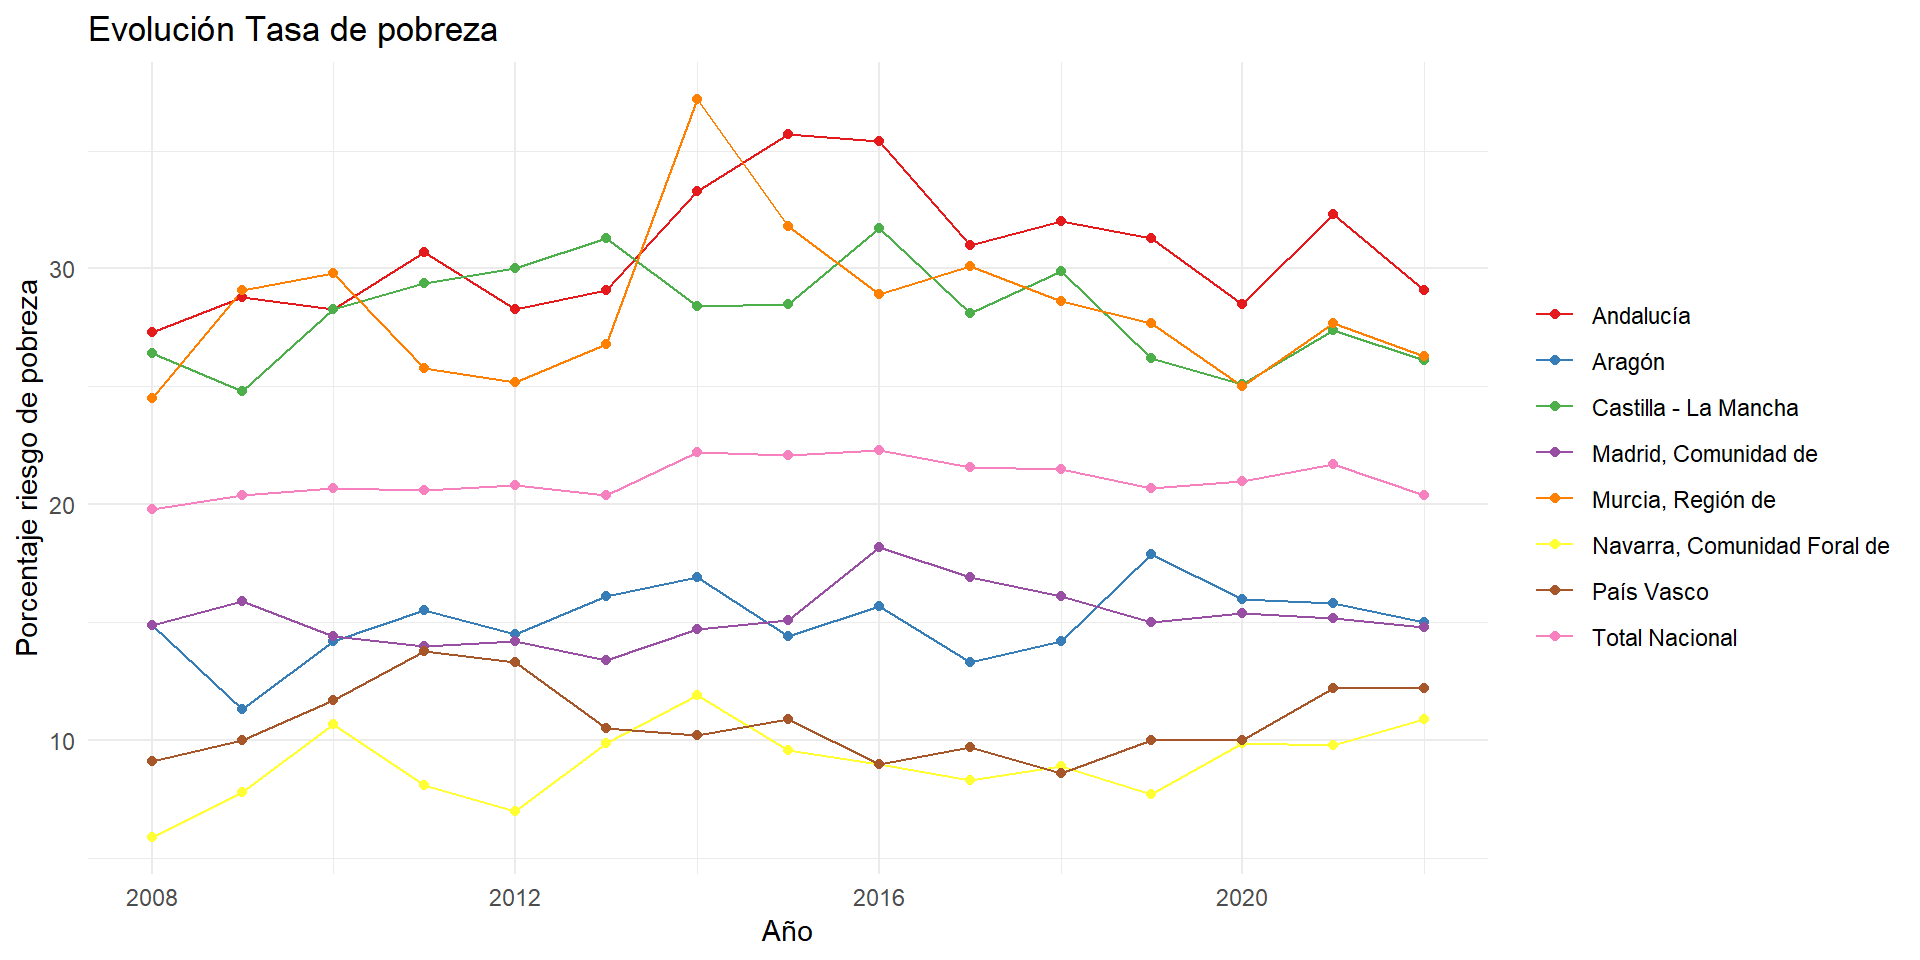 Evolución Tasa de pobreza
Porcentaje riesgo de pobreza
30
20
10
2008
2012
2016
2020
Año
Andalucía
Aragón
Castilla - La Mancha
Madrid, Comunidad de
Murcia, Región de
Navarra, Comunidad Foral de
País Vasco
Total Nacional